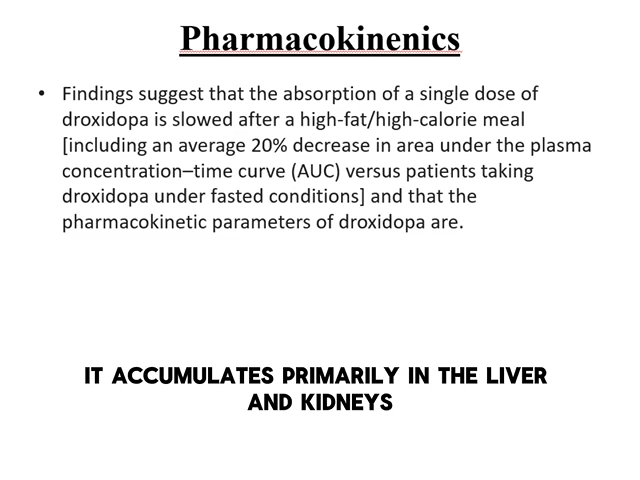 Pharmacokinenics
• Findings suggest that the absorption of a single dose of
droxidopa is slowed after a high-fat/high-calorie meal
[including an average 20% decrease in area under the plasma
concentration–time curve (AUC) versus patients taking
droxidopa under fasted conditions] and that the
pharmacokinetic parameters of droxidopa are.
IT ACCUMULATES PRIMARILY IN THE LIVER
AND KIDNEYS